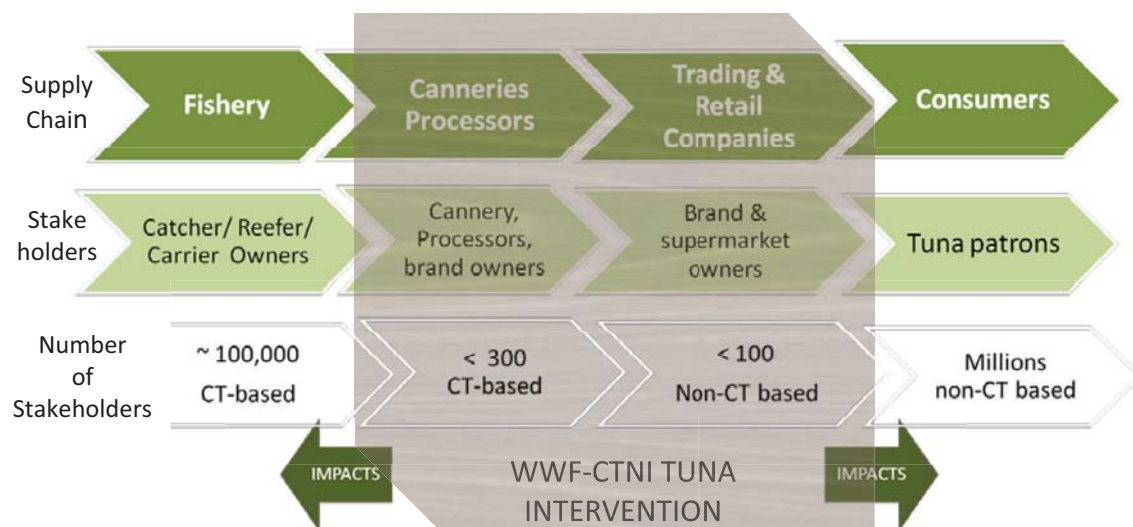 Supply
Chain
Fishery
Canneries
Processors
Trading &
Retail
Companies
Consumers
Stake
holders
Catcher/ Reefer/
Carrier Owners
Cannery,
Processors,
brand owners
Brand &
supermarket
owners
Tuna patrons
Number
of
Stakeholders
~ 100,000
CT-based
< 300
CT-based
< 100
Non-CT based
Millions
non-CT based
IMPACTS
WWF-CTNI TUNA
INTERVENTION
IMPACTS